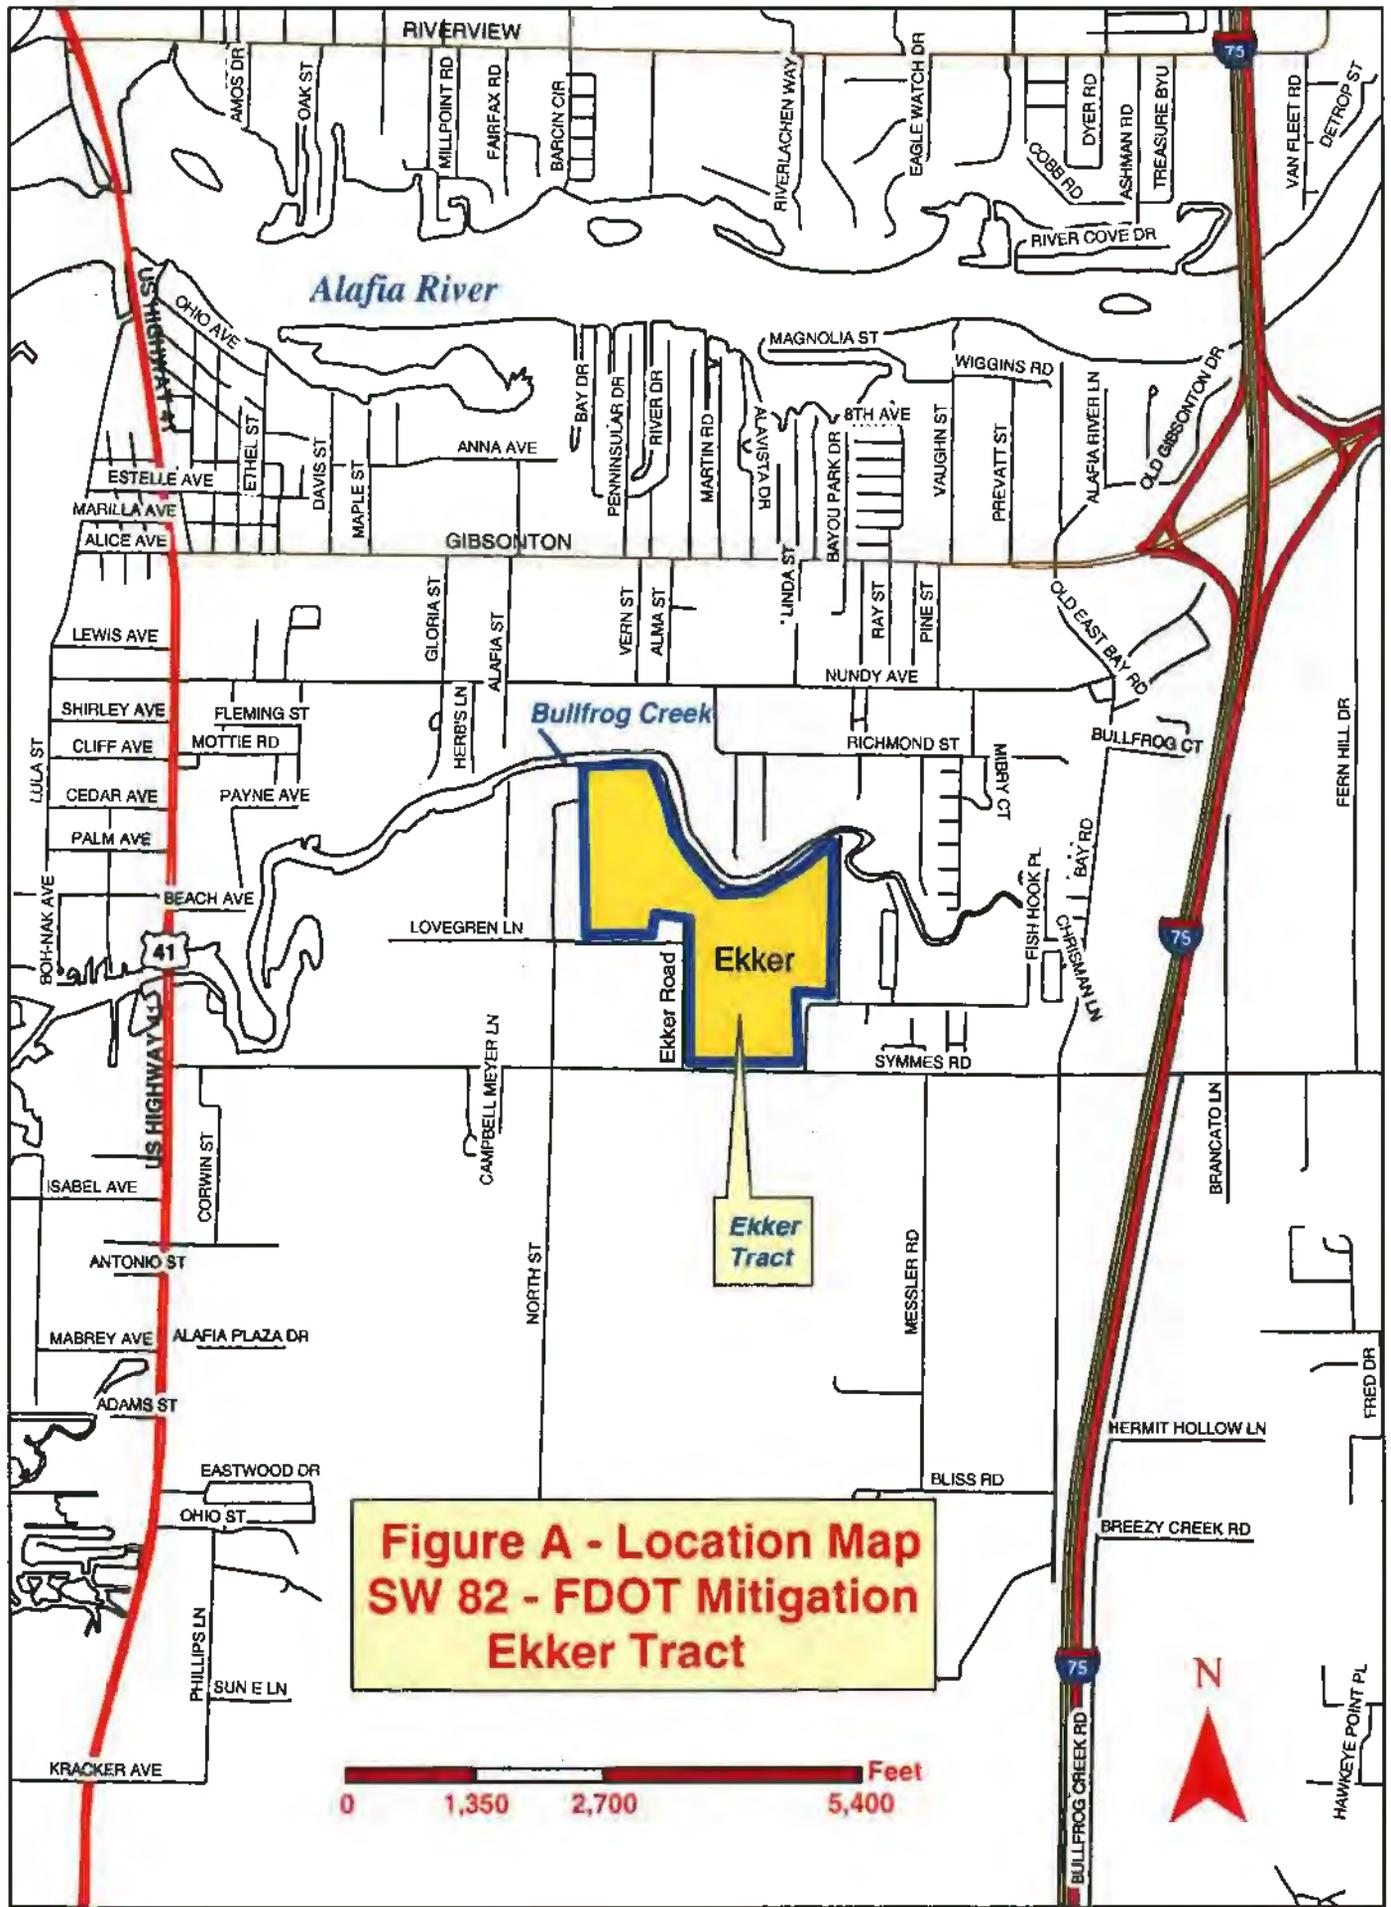 RIVERVIEW
75
AMOS DR
OAK ST
MILLPOINT RD
FAIRFAX RD
BARCIN CIR
RIVERLACHEN WAY
EAGLE WATCH DR
COBB RD
DYER RD
ASHMAN RD
TREASURE BYU
VAN FLEET RD
DETROP ST
RIVER COVE DR
Alafia River
US HIGHWAY 41
OHIO AVE
MAGNOLIA ST
WIGGINS RD
OLD GIBSONTON DR
BAY DR
PENNINSULAR DR
RIVER DR
MARTIN RD
ALAVISTA DR
8TH AVE
BAYOU PARK DR
VAUGHN ST
PREVATT ST
ALAFIA RIVER LN
ETHEL ST
DAVIS ST
MAPLE ST
ANNA AVE
ESTELLE AVE
MARILLA AVE
ALICE AVE
GIBSONTON
LINDA ST
GLORIA ST
ALAFIA ST
VERN ST
ALMA ST
RAY ST
PINE ST
OLD EAST BAY RD
LEWIS AVE
NUNDY AVE
SHIRLEY AVE
FLEMING ST
HERB'S LN
Bullfrog Creek
CLIFF AVE
MOTTIE RD
RICHMOND ST
BULLFROG CT
LULA ST
MIBRY CT
FERN HILL DR
CEDAR AVE
PAYNE AVE
PALM AVE
BAY RD
BEACH AVE
BOH-NAK AVE
FISH HOOK PL
LOVEGREN LN
41
75
Ekker
Ekker Road
CHRISMAN LN
US HIGHWAY 41
CAMPBELL MEYER LN
SYMMES RD
CORWIN ST
BRANCATO LN
ISABEL AVE
Ekker
Tract
ANTONIO ST
NORTH ST
MESSLER RD
MABREY AVE
ALAFIA PLAZA DR
FRED DR
ADAMS ST
HERMIT HOLLOW LN
EASTWOOD DR
BLISS RD
OHIO ST
BREEZY CREEK RD
Figure A - Location Map
SW 82 - FDOT Mitigation
Ekker Tract
PHILLIPS LN
SUN E LN
75
N
HAWKEYE POINT PL
KRACKER AVE
BULLFROG CREEK RD
Feet
0 1,350 2,700 5,400